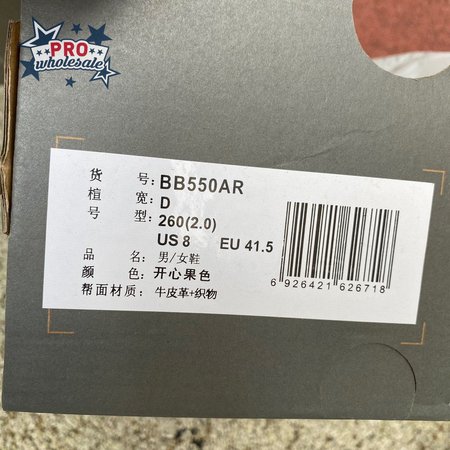 PRO
wholesale
货 号: BB550AR
楦 宽: D
号 型: 260(2.0)
US 8 EU 41.5
品 名: 男/女鞋
颜 色: 开心果色
帮面材质: 牛皮革+织物
6 926421 626718